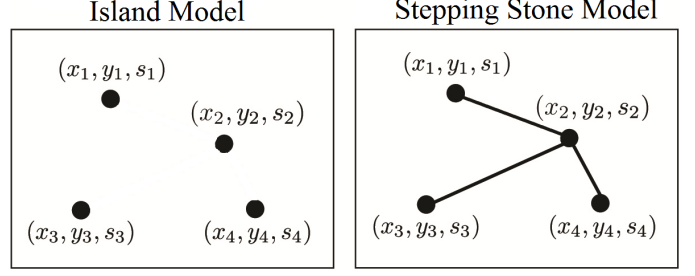 Island Model
(x₁, y₁, s₁)
(x₂, y₂, s₂)
(x₃, y₃, s₃)
(x₄, y₄, s₄)
Stepping Stone Model
(x₁, y₁, s₁)
(x₂, y₂, s₂)
(x₃, y₃, s₃)
(x₄, y₄, s₄)